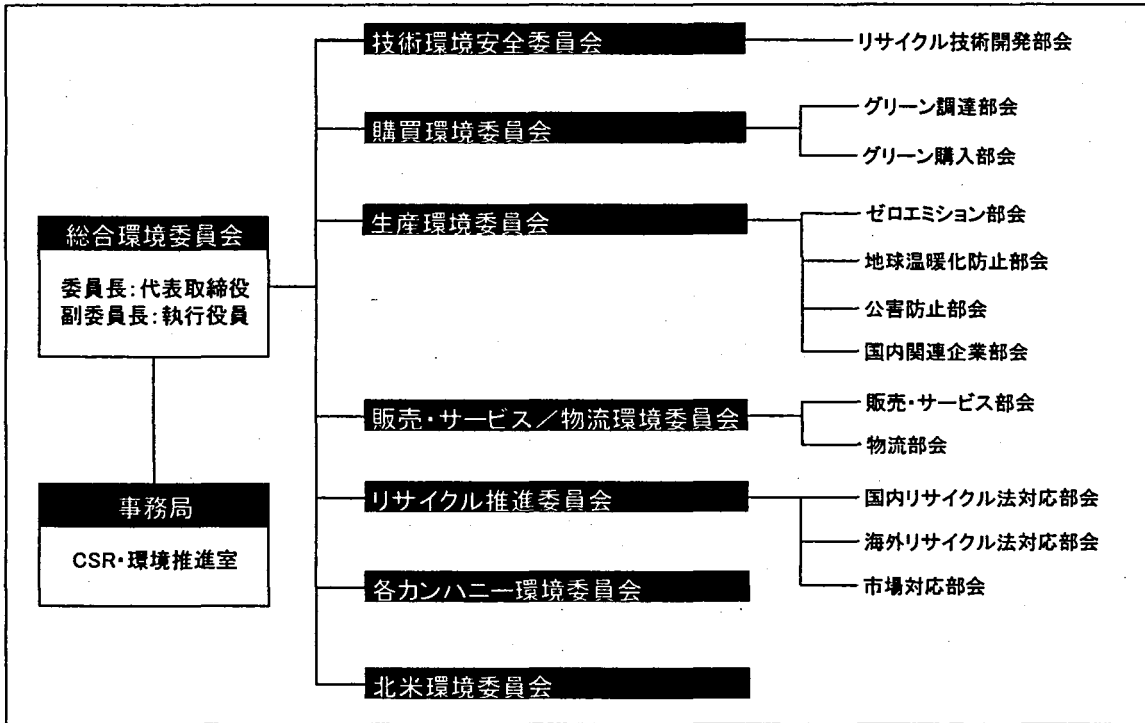 技術環境安全委員会
リサイクル技術開発部会
購買環境委員会
グリーン調達部会
グリーン購入部会
生産環境委員会
ゼロエミション部会
地球温暖化防止部会
公害防止部会
国内関連企業部会
総合環境委員会
委員長:代表取締役
副委員長:執行役員
販売・サービス/物流環境委員会
販売・サービス部会
物流部会
事務局
CSR・環境推進室
リサイクル推進委員会
国内リサイクル法対応部会
海外リサイクル法対応部会
市場対応部会
各カンハニー環境委員会
北米環境委員会